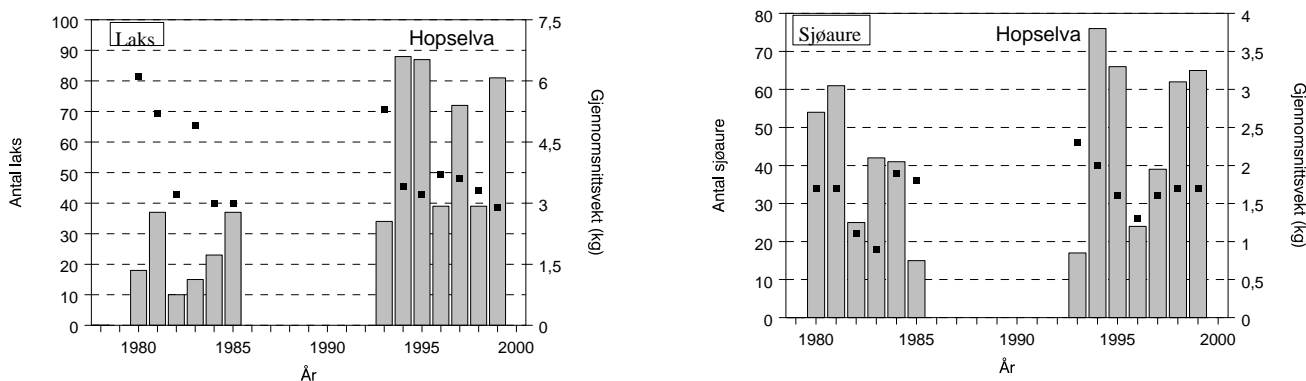 Laks
Hopselva
100
90
80
70
60
50
40
30
20
10
0
Antal laks
7,5
6
4,5
3
1,5
0
Gjennomsnittsvekt (kg)
1980 1985 1990 1995 2000
År
Sjøaure
Hopselva
80
70
60
50
40
30
20
10
0
Antal sjøaure
4
3,5
3
2,5
2
1,5
1
0,5
0
Gjennomsnittsvekt (kg)
1980 1985 1990 1995 2000
År